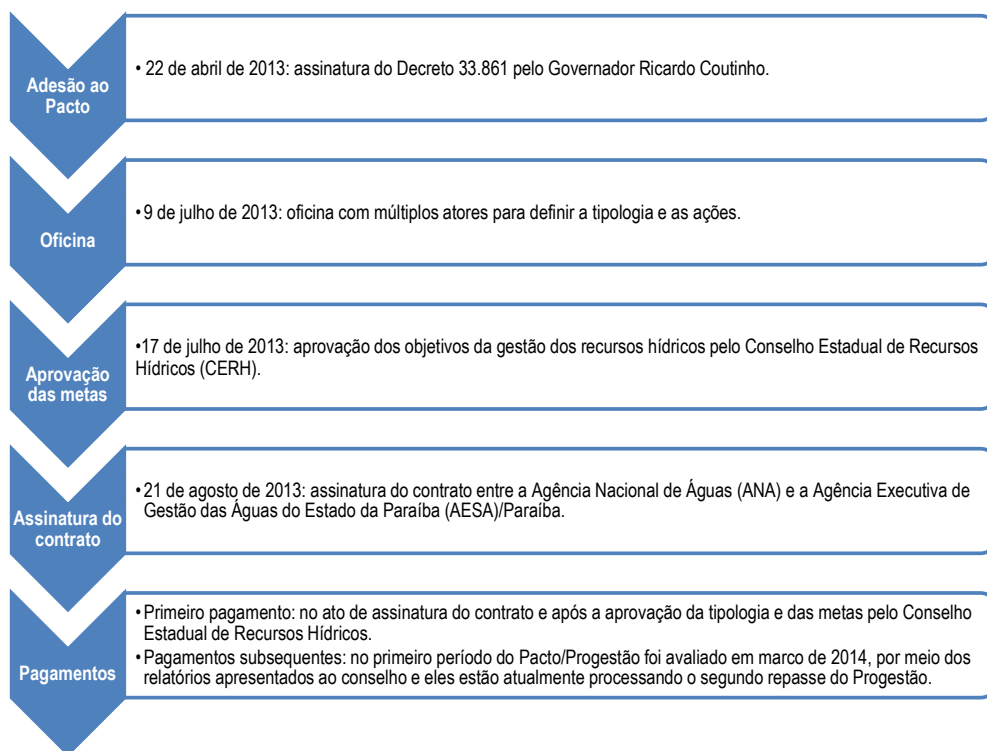 Adesão ao
Pacto
• 22 de abril de 2013: assinatura do Decreto 33.861 pelo Governador Ricardo Coutinho.
Oficina
• 9 de julho de 2013: oficina com múltiplos atores para definir a tipologia e as ações.
Aprovação
das metas
•17 de julho de 2013: aprovação dos objetivos da gestão dos recursos hídricos pelo Conselho Estadual de Recursos
Hídricos (CERH).
Assinatura do
contrato
• 21 de agosto de 2013: assinatura do contrato entre a Agência Nacional de Águas (ANA) e a Agência Executiva de
Gestão das Águas do Estado da Paraíba (AESA)/Paraíba.
Pagamentos
• Primeiro pagamento: no ato de assinatura do contrato e após a aprovação da tipologia e das metas pelo Conselho
Estadual de Recursos Hídricos.
• Pagamentos subsequentes: no primeiro período do Pacto/Progestão foi avaliado em marco de 2014, por meio dos
relatórios apresentados ao conselho e eles estão atualmente processando o segundo repasse do Progestão.